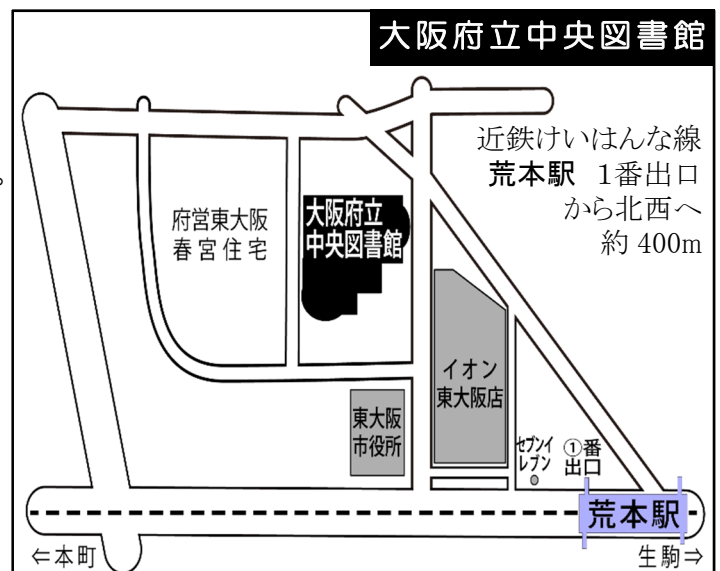 大阪府立中央図書館
近鉄けいはんな線
荒本駅 1番出口
から北西へ
約 400m
。
府営東大阪
春宮住宅
大阪府立
中央図書館
イオン
東大阪店
東大阪
市役所
セブンイ
レブン
①番
出口
荒本駅
⇐本町
生駒⇒